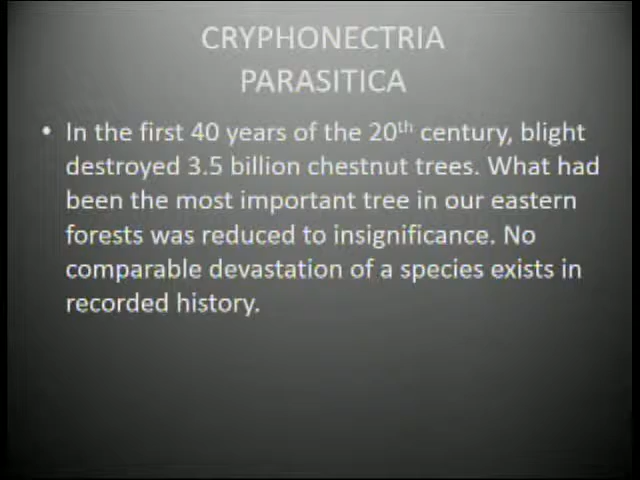 CRYPHONECTRIA
PARASITICA
• In the first 40 years of the 20th century, blight
destroyed 3.5 billion chestnut trees. What had
been the most important tree in our eastern
forests was reduced to insignificance. No
comparable devastation of a species exists in
recorded history.